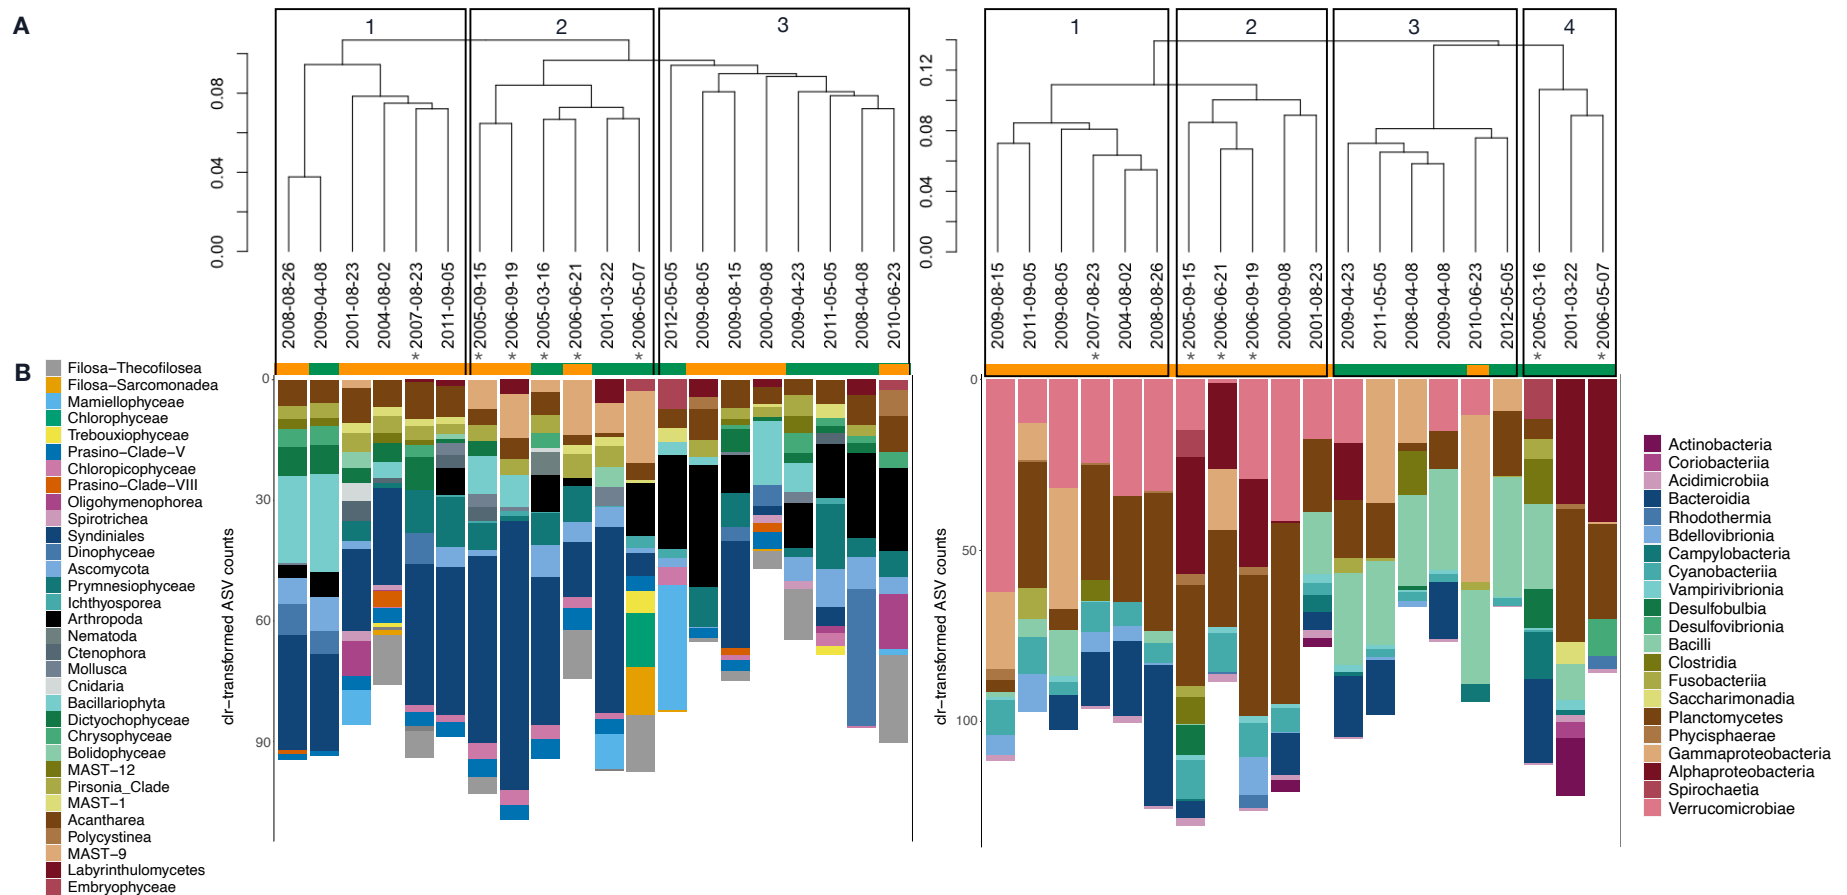 A
1
2
3
0.00
0.04
0.08
2008-08-26
2009-04-08
2001-08-23
2004-08-02
* 2007-08-23
2011-09-05
* 2005-09-15
* 2006-09-19
* 2005-03-16
* 2006-06-21
2001-03-22
* 2006-05-07
2012-05-05
2009-08-05
2009-08-15
2000-09-08
2009-04-23
2011-05-05
2008-04-08
2010-06-23
1
2
3
4
0.00
0.04
0.08
0.12
2009-08-15
2011-09-05
2009-08-05
* 2007-08-23
2004-08-02
2008-08-26
* 2005-09-15
* 2006-06-21
* 2006-09-19
2000-09-08
2001-08-23
2009-04-23
2011-05-05
2008-04-08
2009-04-08
2010-06-23
2012-05-05
* 2005-03-16
2001-03-22
* 2006-05-07
B
Filosa-Thecofilosea
Filosa-Sarcomonadea
Mamiellophyceae
Chlorophyceae
Trebouxiophyceae
Prasino-Clade-V
Chloropicophyceae
Prasino-Clade-VIII
Oligohymenophorea
Spirotrichea
Syndiniales
Dinophyceae
Ascomycota
Prymnesiophyceae
Ichthyosporea
Arthropoda
Nematoda
Ctenophora
Mollusca
Cnidaria
Bacillariophyta
Dictyochophyceae
Chrysophyceae
Bolidophyceae
MAST-12
Pirsonia_Clade
MAST-1
Acantharea
Polycystinea
MAST-9
Labyrinthulomycetes
Embryophyceae
clr-transformed ASV counts
0
30
60
90
clr-transformed ASV counts
0
50
100
Actinobacteria
Coriobacteriia
Acidimicrobiia
Bacteroidia
Rhodothermia
Bdellovibrionia
Campylobacteria
Cyanobacteriia
Vampirivibrionia
Desulfobulbia
Desulfovibrionia
Bacilli
Clostridia
Fusobacteriia
Saccharimonadia
Planctomycetes
Phycisphaerae
Gammaproteobacteria
Alphaproteobacteria
Spirochaetia
Verrucomicrobiae